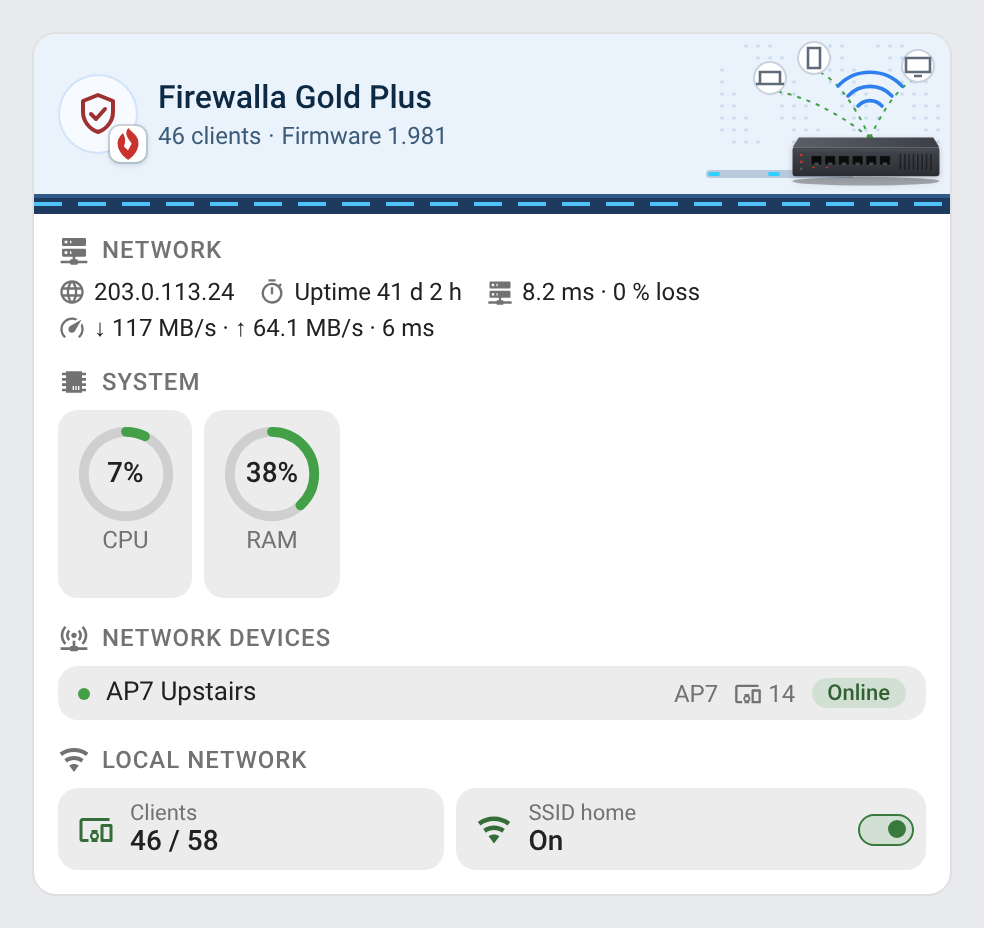 Firewalla Gold Plus
46 clients · Firmware 1.981
NETWORK
203.0.113.24 Uptime 41 d 2 h 8.2 ms · 0 % loss
↓ 117 MB/s · ↑ 64.1 MB/s · 6 ms
SYSTEM
7% 38%
CPU RAM
NETWORK DEVICES
AP7 Upstairs AP7 14 Online
LOCAL NETWORK
Clients SSID home
46 / 58 On